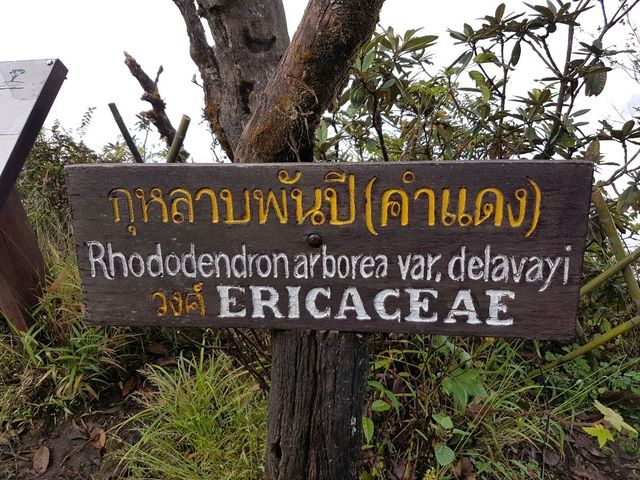 กุหลาบพันปี(คำแดง)
Rhododendron arborea var. delavayi
วงศ์ ERICACEAE